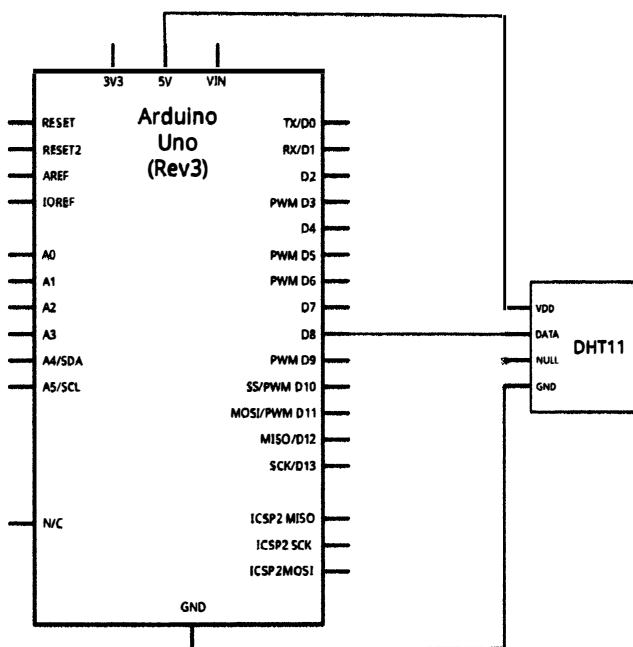 3V3
5V
VIN
Arduino
Uno
(Rev3)
RESET
RESET2
AREF
IOREF
A0
A1
A2
A3
A4/SDA
A5/SCL
N/C
TX/D0
RX/D1
D2
PWM D3
D4
PWM D5
PWM D6
D7
D8
PWM D9
SS/PWM D10
MOSI/PWM D11
MISO/D12
SCK/D13
ICSP2 MISO
ICSP2 SCK
ICSP2MOSI
GND
VDD
DATA
NULL
GND
DHT11